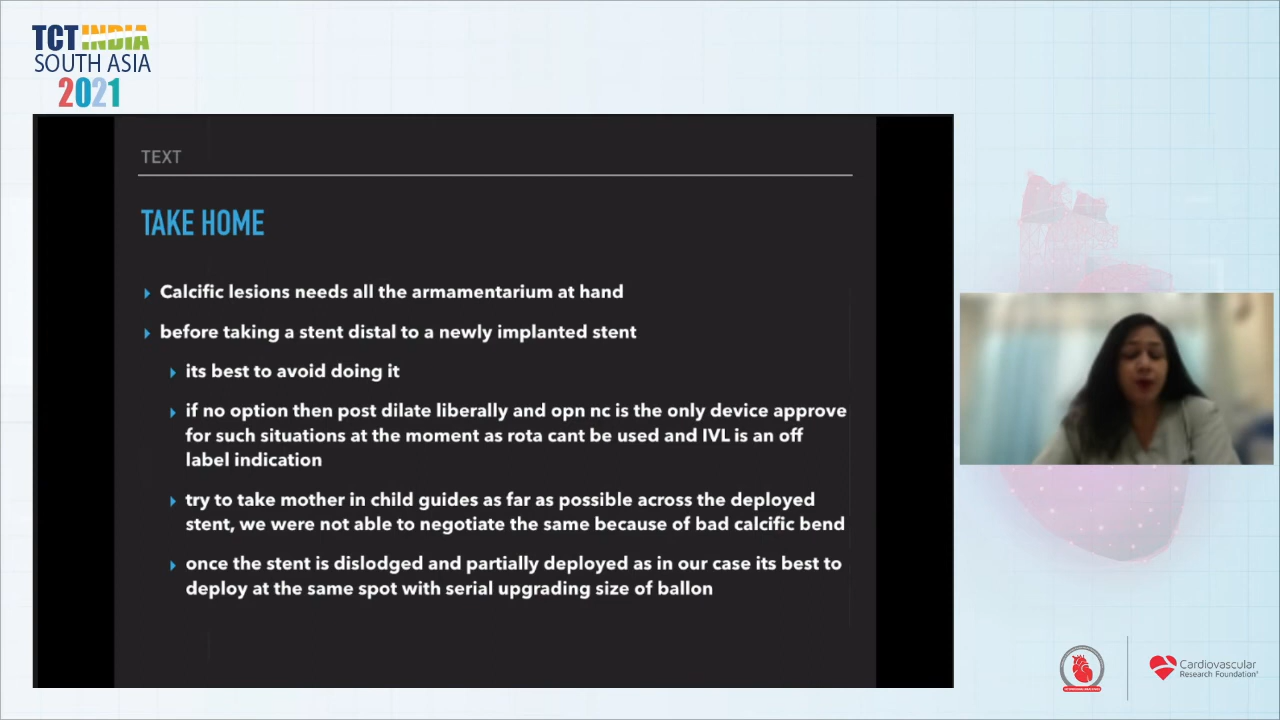 TCT INDIA
SOUTH ASIA
2021
TEXT
TAKE HOME
Calcific lesions needs all the armamentarium at hand
before taking a stent distal to a newly implanted stent
its best to avoid doing it
if no option then post dilate liberally and opn nc is the only device approve
for such situations at the moment as rota cant be used and IVL is an off
label indication
try to take mother in child guides as far as possible across the deployed
stent, we were not able to negotiate the same because of bad calcific bend
once the stent is dislodged and partially deployed as in our case its best to
deploy at the same spot with serial upgrading size of ballon
Cardiovascular
Research Foundation®